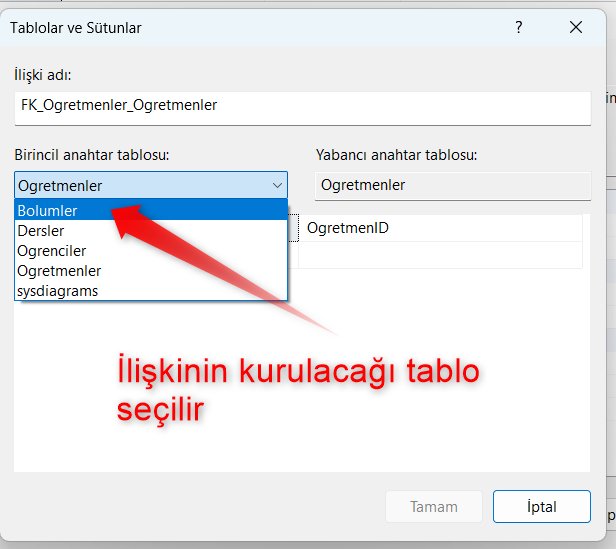 Tablolar ve Sütunlar ?
İlişki adı:
FK_Ogretmenler_Ogretmenler
Birincil anahtar tablosu: Yabancı anahtar tablosu:
Ogretmenler Ogretmenler
Bolumler
Dersler OgretmenID
Ogrenciler
Ogretmenler
sysdiagrams
İlişkinin kurulacağı tablo
seçilir
Tamam İptal